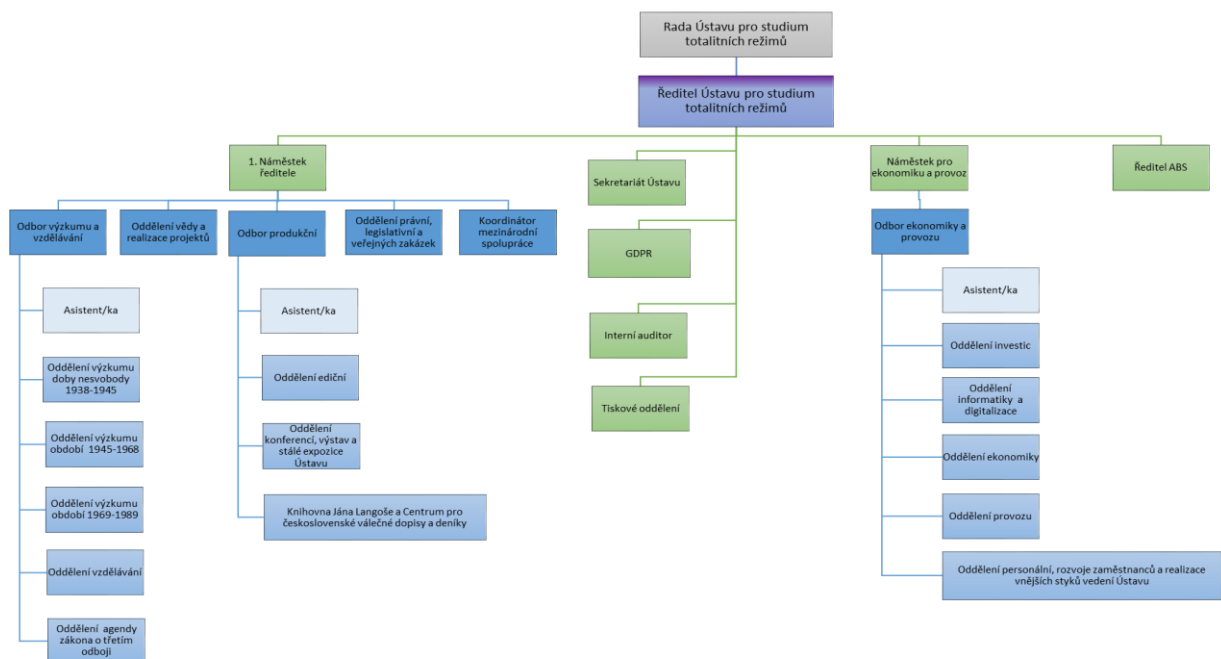 Rada Ústavu pro studium
totalitních režimů
Ředitel Ústavu pro studium
totalitních režimů
1. Náměstek
ředitele
Sekretariát Ústavu
GDPR
Interní auditor
Tiskové oddělení
Náměstek pro
ekonomiku a provoz
Ředitel ABS
Odbor výzkumu a
vzdělávání
Oddělení vědy a
realizace projektů
Odbor produkční
Oddělení právní,
legislativní a
veřejných zakázek
Koordinátor
mezinárodní
spolupráce
Odbor ekonomiky a
provozu
Asistent/ka
Oddělení výzkumu
doby nesvobody
1938-1945
Oddělení výzkumu
období 1945-1968
Oddělení výzkumu
období 1969-1989
Oddělení vzdělávání
Oddělení agendy
zákona o třetím
odboji
Asistent/ka
Oddělení ediční
Oddělení
konferencí, výstav a
stálé expozice
Ústavu
Knihovna Jána Langoše a Centrum pro
československé válečné dopisy a deníky
Asistent/ka
Oddělení investic
Oddělení
informatiky a
digitalizace
Oddělení ekonomiky
Oddělení provozu
Oddělení personální, rozvoje zaměstnanců a realizace
vnějších styků vedení Ústavu